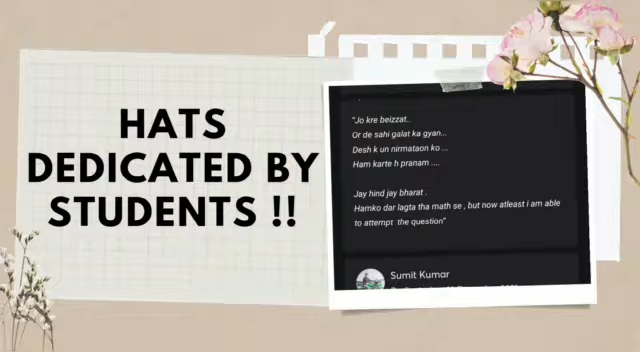 HATS
DEDICATED BY
STUDENTS !!
"Jo kre beizzat..
Or de sahi galat ka gyan...
Desh k un nirmataon ko ...
Ham karte h pranam ....
Jay hind jay bharat .
Hamko dar lagta tha math se , but now atleast i am able
to attempt the question"
Sumit Kumar